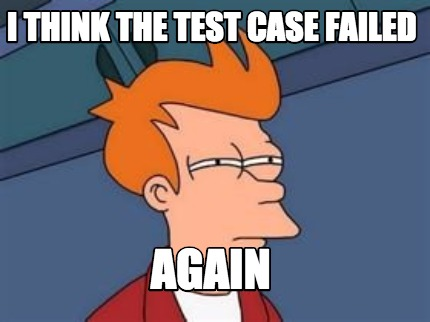 I THINK THE TEST CASE FAILED
AGAIN